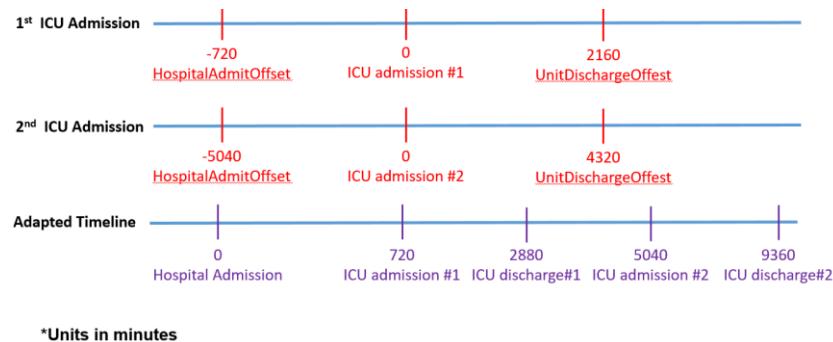 1st ICU Admission
-720 0 2160
HospitalAdmitOffset ICU admission #1 UnitDischargeOffest
2nd ICU Admission
-5040 0 4320
HospitalAdmitOffset ICU admission #2 UnitDischargeOffest
Adapted Timeline
0 720 2880 5040 9360
Hospital Admission ICU admission #1 ICU discharge#1 ICU admission #2 ICU discharge#2
*Units in minutes